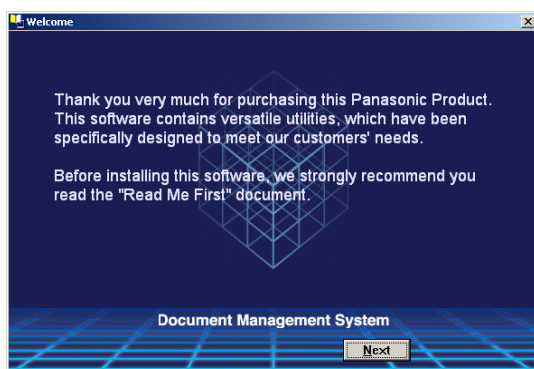 Welcome
Thank you very much for purchasing this Panasonic Product.
This software contains versatile utilities, which have been
specifically designed to meet our customers' needs.
Before installing this software, we strongly recommend you
read the "Read Me First" document.
Document Management System
Next